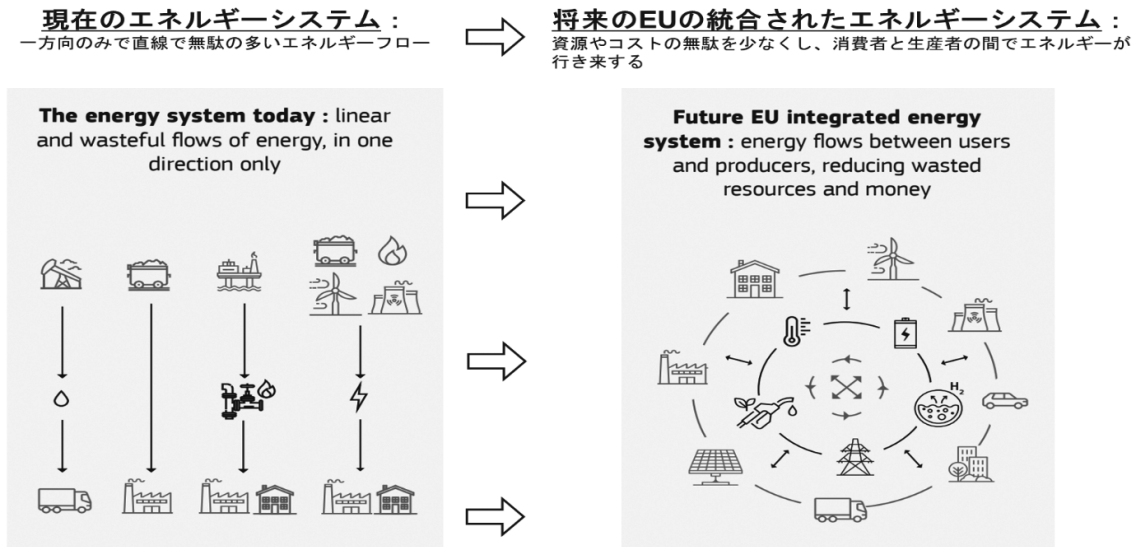 現在のエネルギーシステム：
一方向のみで直線で無駄の多いエネルギーフロー
将来のEUの統合されたエネルギーシステム：
資源やコストの無駄を少なくし、消費者と生産者の間でエネルギーが
行き来する
The energy system today : linear
and wasteful flows of energy, in one
direction only
Future EU integrated energy
system : energy flows between users
and producers, reducing wasted
resources and money
H2